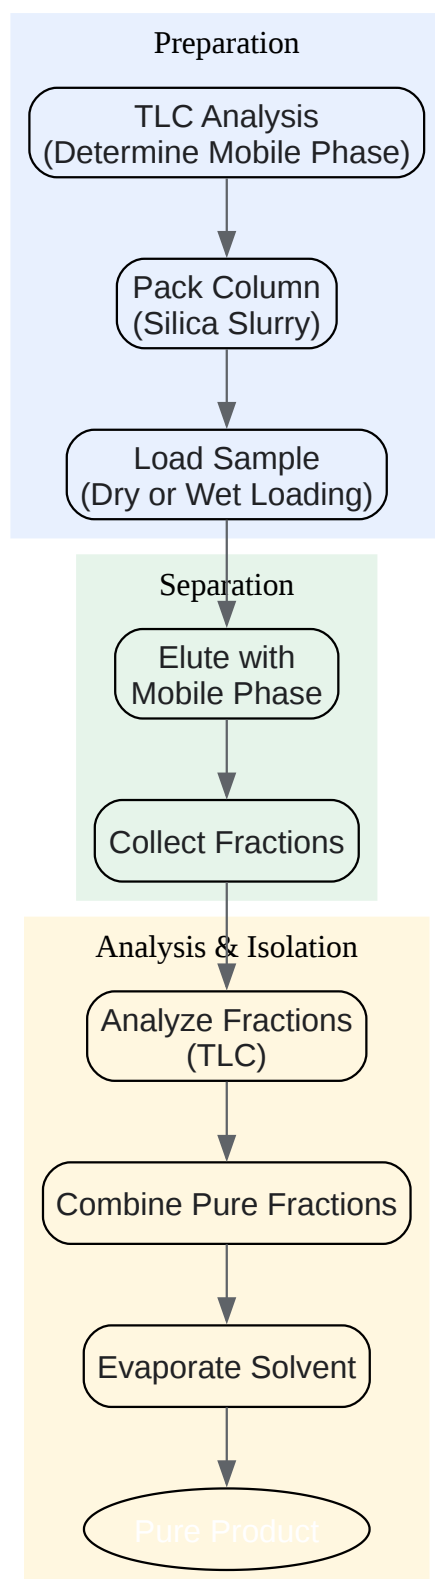 Preparation
TLC Analysis
(Determine Mobile Phase)
Pack Column
(Silica Slurry)
Load Sample
(Dry or Wet Loading)
Separation
Elute with
Mobile Phase
Collect Fractions
Analysis & Isolation
Analyze Fractions
(TLC)
Combine Pure Fractions
Evaporate Solvent
Pure Product